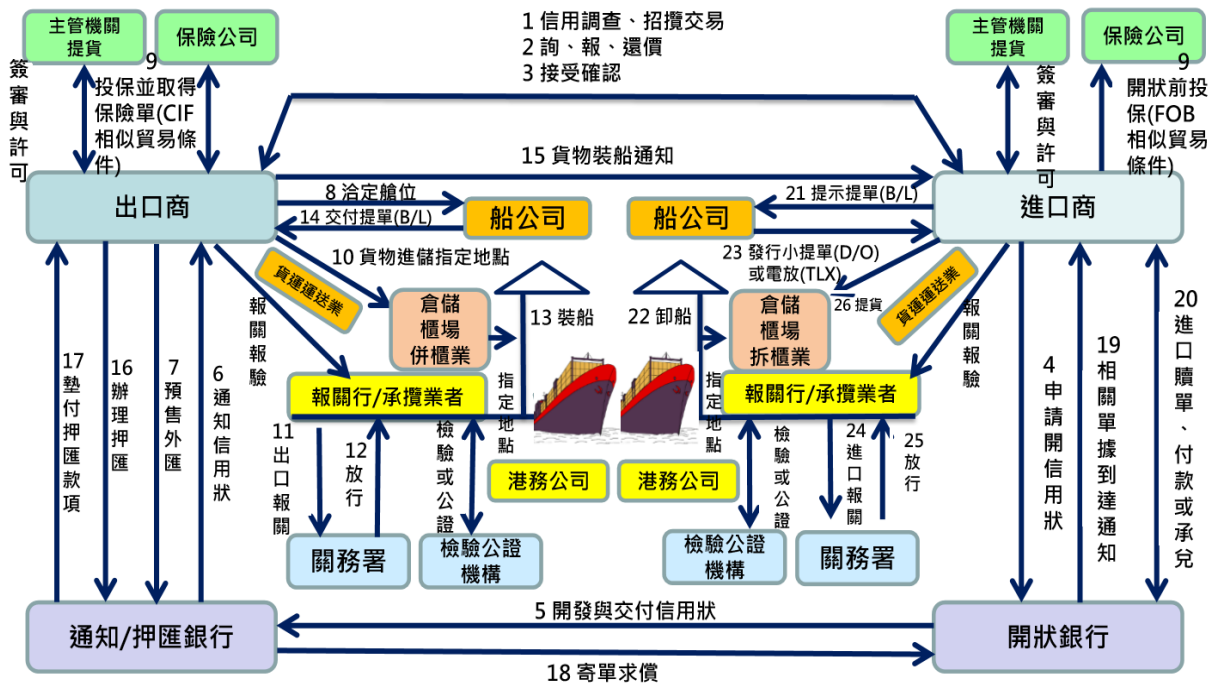 主管機關
提貨
保險公司
1 信用調查、招攬交易
2 詢、報、還價
3 接受確認
主管機關
提貨
保險公司
簽審與許可
9
投保並取得
保險單(CIF
相似貿易條
件)
簽審與許可
9
開狀前投
保(FOB
相似貿易
條件)
出口商
15 貨物裝船通知
進口商
8 洽定艙位
14 交付提單(B/L)
船公司
船公司
21 提示提單(B/L)
10 貨物進儲指定地點
23 發行小提單(D/O)
或電放(TLX)
貨運運送業
倉儲
櫃場
併櫃業
13 裝船
22 卸船
倉儲
櫃場
拆櫃業
26 提貨
貨運運送業
報關報驗
報關報驗
17墊付押匯款項
16辦理押匯
7預售外匯
6通知信用狀
報關行/承攬業者
指定地點
指定地點
報關行/承攬業者
4申請開信用狀
19相關單據到達通知
20進口贖單、付款或承兌
11出口報關
12放行
檢驗或公證
港務公司
港務公司
檢驗或公證
24進口報關
25放行
關務署
檢驗公證
機構
檢驗公證
機構
關務署
通知/押匯銀行
5 開發與交付信用狀
開狀銀行
18 寄單求償